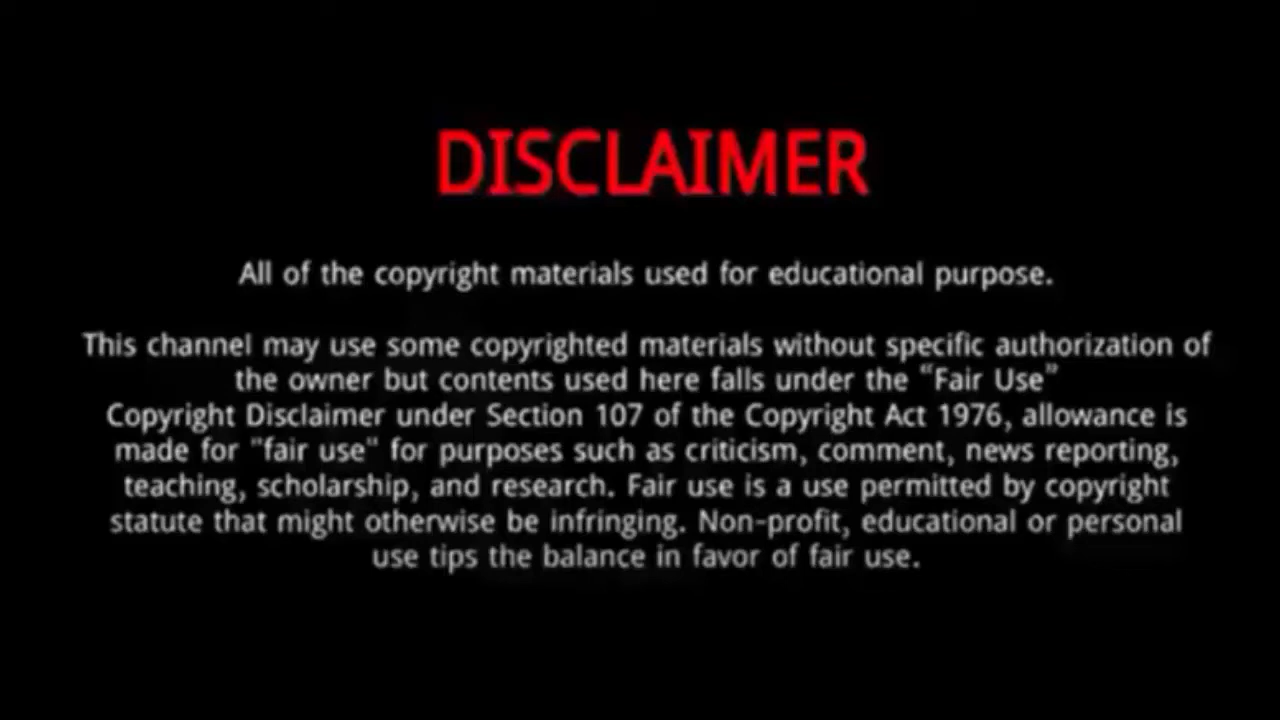 DISCLAIMER
All of the copyright materials used for educational purpose.
This channel may use some copyrighted materials without specific authorization of
the owner but contents used here falls under the “Fair Use”
Copyright Disclaimer under Section 107 of the Copyright Act 1976, allowance is
made for "fair use" for purposes such as criticism, comment, news reporting,
teaching, scholarship, and research. Fair use is a use permitted by copyright
statute that might otherwise be infringing. Non-profit, educational or personal
use tips the balance in favor of fair use.